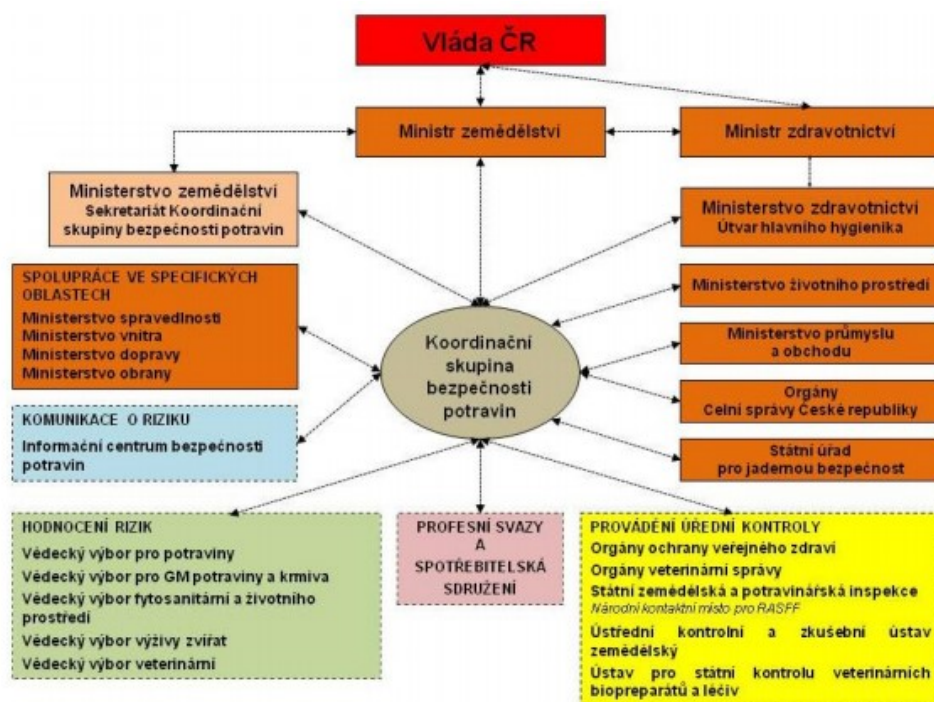 Vláda ČR
Ministr zemědělství
Ministr zdravotnictví
Ministerstvo zemědělství
Sekretariát Koordinační
skupiny bezpečnosti potravin
Ministerstvo zdravotnictví
Útvar hlavního hygienika
SPOLUPRÁCE VE SPECIFICKÝCH
OBLASTECH
Ministerstvo spravedlnosti
Ministerstvo vnitra
Ministerstvo dopravy
Ministerstvo obrany
Ministerstvo životního prostředí
Koordinační
skupina
bezpečnosti
potravin
Ministerstvo průmyslu
a obchodu
Orgány
Celní správy České republiky
KOMUNIKACE O RIZIKU
Informační centrum bezpečnosti
potravin
Státní úřad
pro jadernou bezpečnost
HODNOCENÍ RIZIK
Vědecký výbor pro potraviny
Vědecký výbor pro GM potraviny a krmiva
Vědecký výbor fytosanitární a životního
prostředí
Vědecký výbor výživy zvířat
Vědecký výbor veterinární
PROFESNÍ SVAZY
A
SPOTŘEBITELSKÁ
SDRUŽENÍ
PROVÁDĚNÍ ÚŘEDNÍ KONTROLY
Orgány ochrany veřejného zdraví
Orgány veterinární správy
Státní zemědělská a potravinářská inspekce
Národní kontaktní místo pro RASFF
Ústřední kontrolní a zkušební ústav
zemědělský
Ústav pro státní kontrolu veterinárních
biopreparátů a léčiv